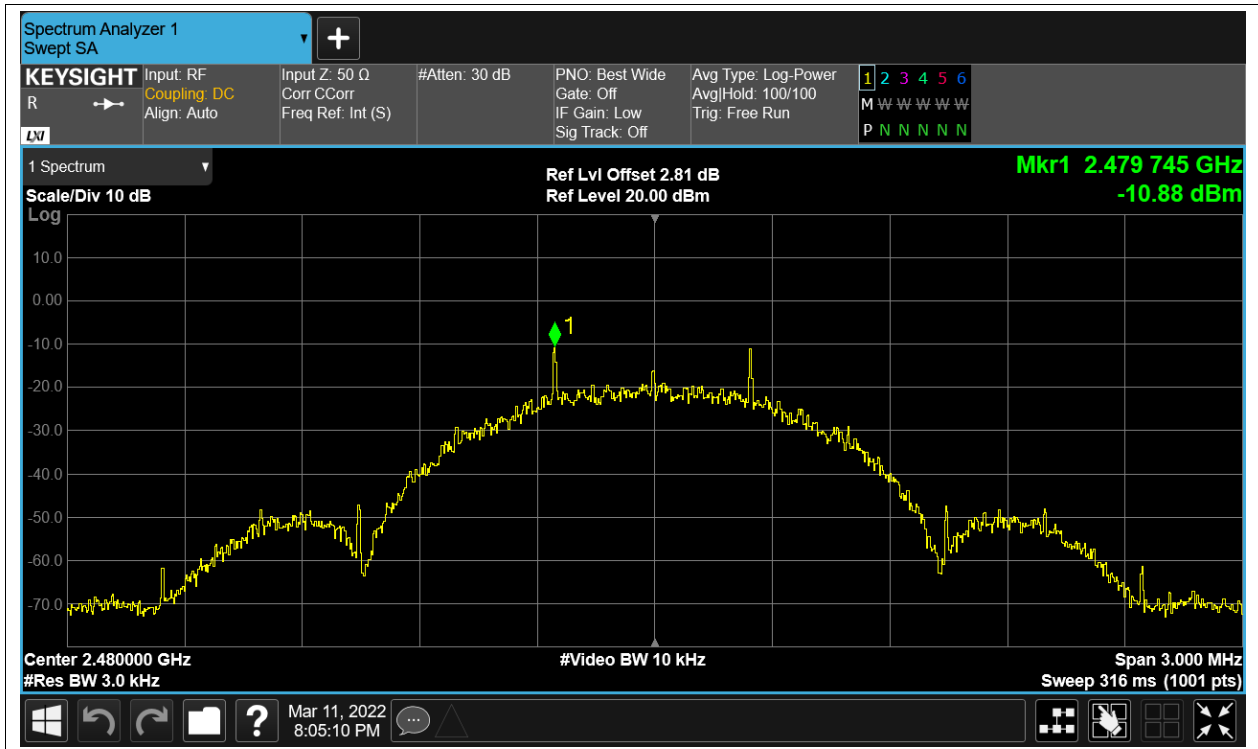 Spectrum Analyzer 1
Swept SA
+
KEYSIGHT
R
LXI
Input: RF
Coupling: DC
Align: Auto
Input Z: 50 Ω
Corr CCorr
Freq Ref: Int (S)
#Atten: 30 dB
PNO: Best Wide
Gate: Off
IF Gain: Low
Sig Track: Off
Avg Type: Log-Power
Avg|Hold: 100/100
Trig: Free Run
1 2 3 4 5 6
M W W W W W
P N N N N N
1 Spectrum
Scale/Div 10 dB
Log
Ref Lvl Offset 2.81 dB
Ref Level 20.00 dBm
Mkr1 2.479 745 GHz
-10.88 dBm
10.0
0.00
-10.0
-20.0
-30.0
-40.0
-50.0
-60.0
-70.0
1
Center 2.480000 GHz
#Res BW 3.0 kHz
#Video BW 10 kHz
Span 3.000 MHz
Sweep 316 ms (1001 pts)
?
Mar 11, 2022
8:05:10 PM